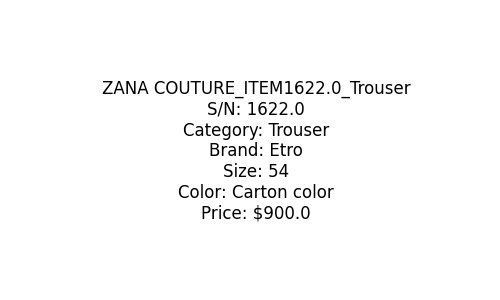 ZANA COUTURE_ITEM1622.0_Trouser
S/N: 1622.0
Category: Trouser
Brand: Etro
Size: 54
Color: Carton color
Price: $900.0